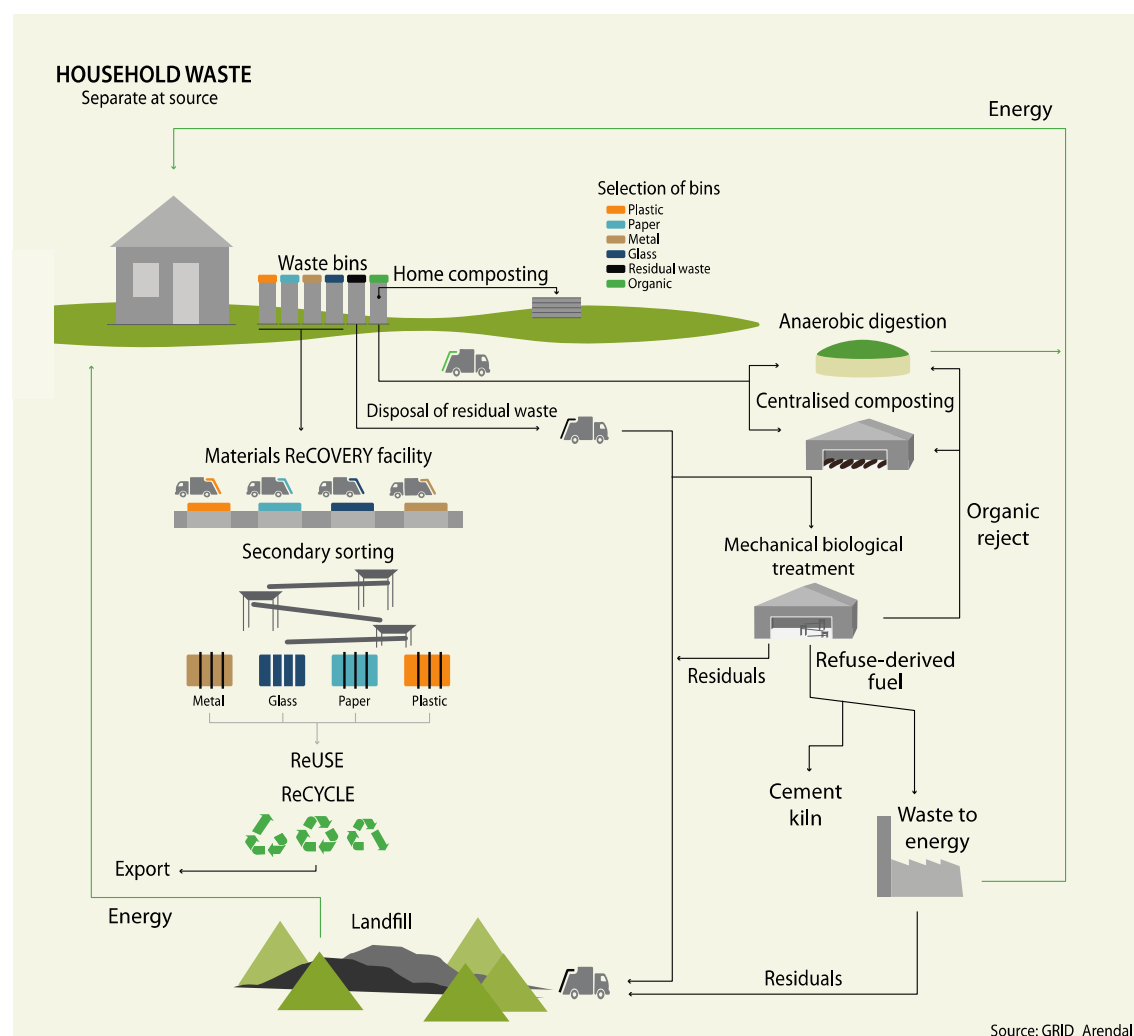 HOUSEHOLD WASTE
Separate at source
Energy
Selection of bins
Plastic
Paper
Metal
Glass
Residual waste
Organic
Waste bins
Home composting
Anaerobic digestion
Centralised composting
Disposal of residual waste
Materials ReCOVERY facility
Organic
reject
Secondary sorting
Mechanical biological
treatment
Residuals
Refuse-derived
fuel
Metal
Glass
Paper
Plastic
ReUSE
ReCYCLE
Cement
kiln
Waste to
energy
Export
Energy
Landfill
Residuals
Source: GRID_Arendal